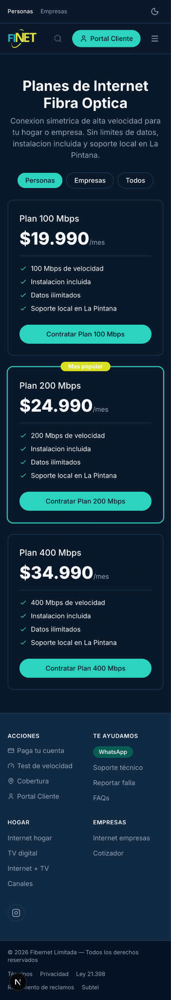 Personas Empresas
FINET
Portal Cliente
Planes de Internet
Fibra Optica
Conexion simetrica de alta velocidad para
tu hogar o empresa. Sin limites de datos,
instalacion incluida y soporte local en La
Pintana.
Personas Empresas Todos
Plan 100 Mbps
$19.990/mes
100 Mbps de velocidad
Instalacion incluida
Datos ilimitados
Soporte local en La Pintana
Contratar Plan 100 Mbps
Mas popular
Plan 200 Mbps
$24.990/mes
200 Mbps de velocidad
Instalacion incluida
Datos ilimitados
Soporte local en La Pintana
Contratar Plan 200 Mbps
Plan 400 Mbps
$34.990/mes
400 Mbps de velocidad
Instalacion incluida
Datos ilimitados
Soporte local en La Pintana
Contratar Plan 400 Mbps
ACCIONES
Paga tu cuenta
Test de velocidad
Cobertura
Portal Cliente
TE AYUDAMOS
WhatsApp
Soporte técnico
Reportar falla
FAQs
HOGAR
Internet hogar
TV digital
Internet + TV
Canales
EMPRESAS
Internet empresas
Cotizador
© 2026 Fibernet Limitada — Todos los derechos
reservados
Privacidad Ley 21.398
de reclamos Subtel
N